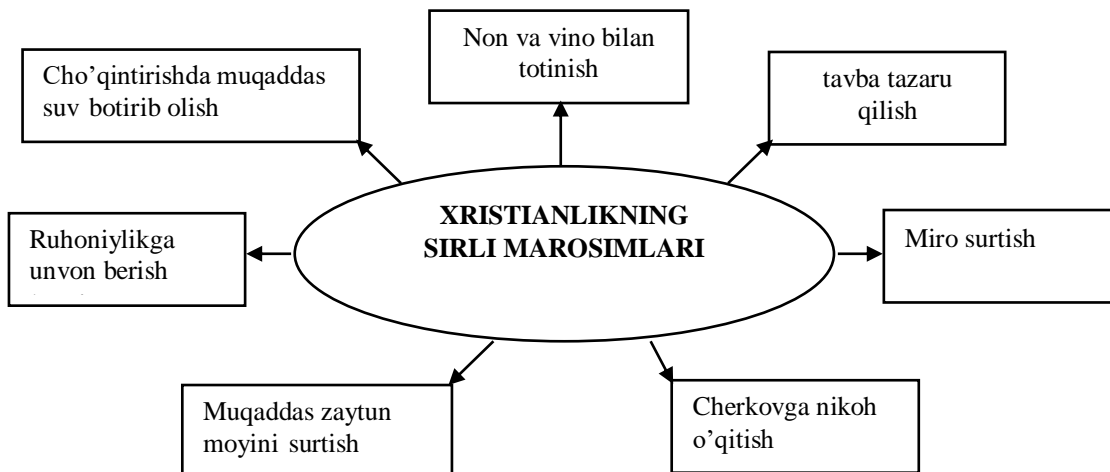 Non va vino bilan
totinish
Cho’qintirishda muqaddas
suv botirib olish
tavba tazaru
qilish
XRISTIANLIKNING
SIRLI MAROSIMLARI
Ruhoniylikga
unvon berish
Miro surtish
Muqaddas zaytun
moyini surtish
Cherkovga nikoh
o’qitish